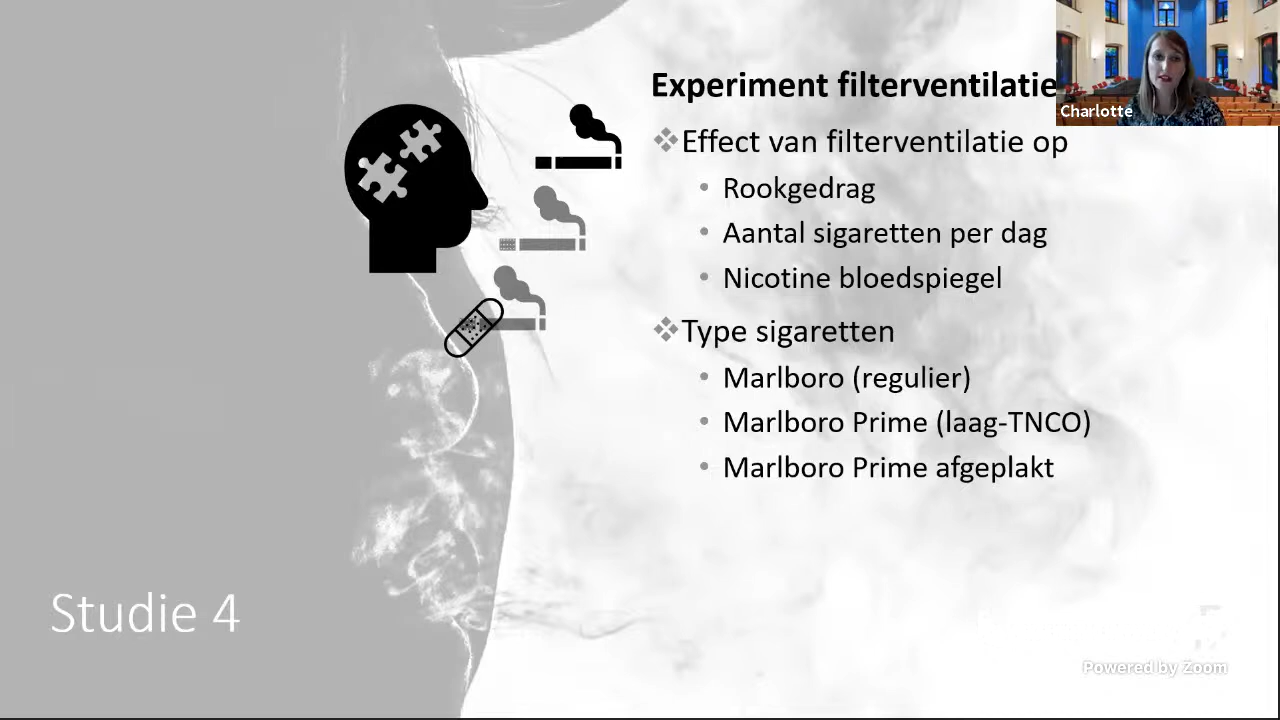 Experiment filterventilatie
Charlotte
Effect van filterventilatie op
Rookgedrag
Aantal sigaretten per dag
Nicotine bloedspiegel
Type sigaretten
Marlboro (regulier)
Marlboro Prime (laag-TNCO)
Marlboro Prime afgeplakt
Studie 4
Powered by Zoom